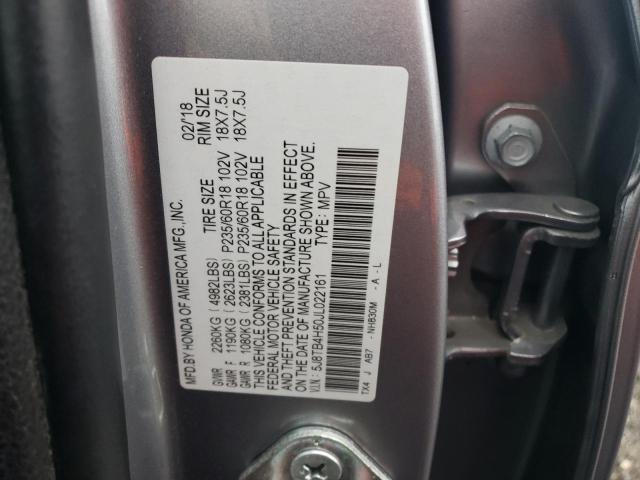 MFD.BY HONDA OF AMERICA MFG.,INC. 02/'18
TIRE SIZE RIM SIZE
GVWR 2260KG (4982LBS)
GAWR F 1190KG (2623LBS) P235/60R18 102V 18X7.5J
GAWR R 1080KG (2381LBS) P235/60R18 102V 18X7.5J
THIS VEHICLE CONFORMS TO ALL APPLICABLE
FEDERAL MOTOR VEHICLE SAFETY
AND THEFT PREVENTION STANDARDS IN EFFECT
ON THE DATE OF MANUFACTURE SHOWN ABOVE.
V.I.N: 5J8TB4H50JL022161 TYPE: MPV
TX4 J AB7 - NH830M - A - L